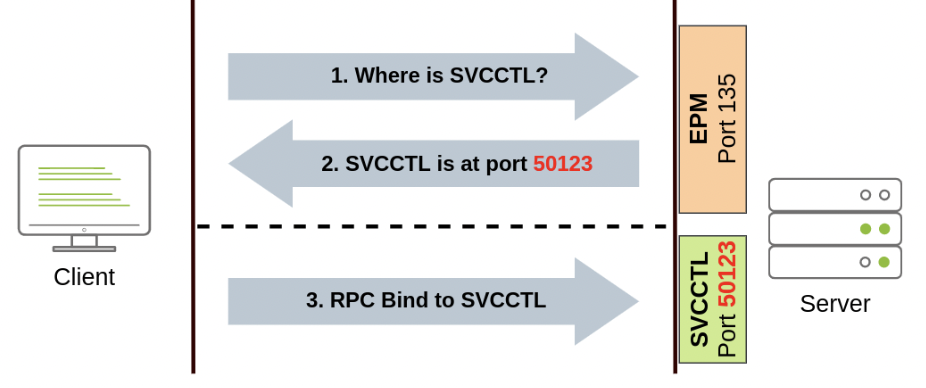 1. Where is SVCCTL?
2. SVCCTL is at port 50123
3. RPC Bind to SVCCTL
Client
EPM
Port 135
SVCCTL
Port 50123
Server